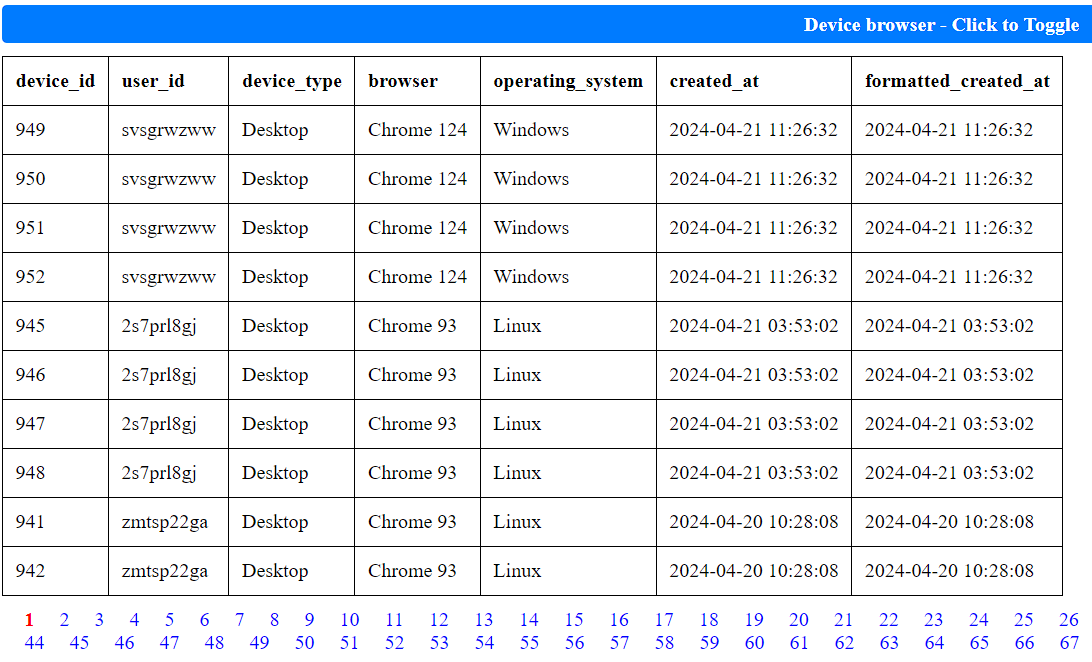 Device browser - Click to Toggle
device_id user_id device_type browser operating_system created_at formatted_created_at
949 svsgrwzww Desktop Chrome 124 Windows 2024-04-21 11:26:32 2024-04-21 11:26:32
950 svsgrwzww Desktop Chrome 124 Windows 2024-04-21 11:26:32 2024-04-21 11:26:32
951 svsgrwzww Desktop Chrome 124 Windows 2024-04-21 11:26:32 2024-04-21 11:26:32
952 svsgrwzww Desktop Chrome 124 Windows 2024-04-21 11:26:32 2024-04-21 11:26:32
945 2s7prl8gj Desktop Chrome 93 Linux 2024-04-21 03:53:02 2024-04-21 03:53:02
946 2s7prl8gj Desktop Chrome 93 Linux 2024-04-21 03:53:02 2024-04-21 03:53:02
947 2s7prl8gj Desktop Chrome 93 Linux 2024-04-21 03:53:02 2024-04-21 03:53:02
948 2s7prl8gj Desktop Chrome 93 Linux 2024-04-21 03:53:02 2024-04-21 03:53:02
941 zmtsp22ga Desktop Chrome 93 Linux 2024-04-20 10:28:08 2024-04-20 10:28:08
942 zmtsp22ga Desktop Chrome 93 Linux 2024-04-20 10:28:08 2024-04-20 10:28:08
1 2 3 4 5 6 7 8 9 10 11 12 13 14 15 16 17 18 19 20 21 22 23 24 25 26
44 45 46 47 48 49 50 51 52 53 54 55 56 57 58 59 60 61 62 63 64 65 66 67